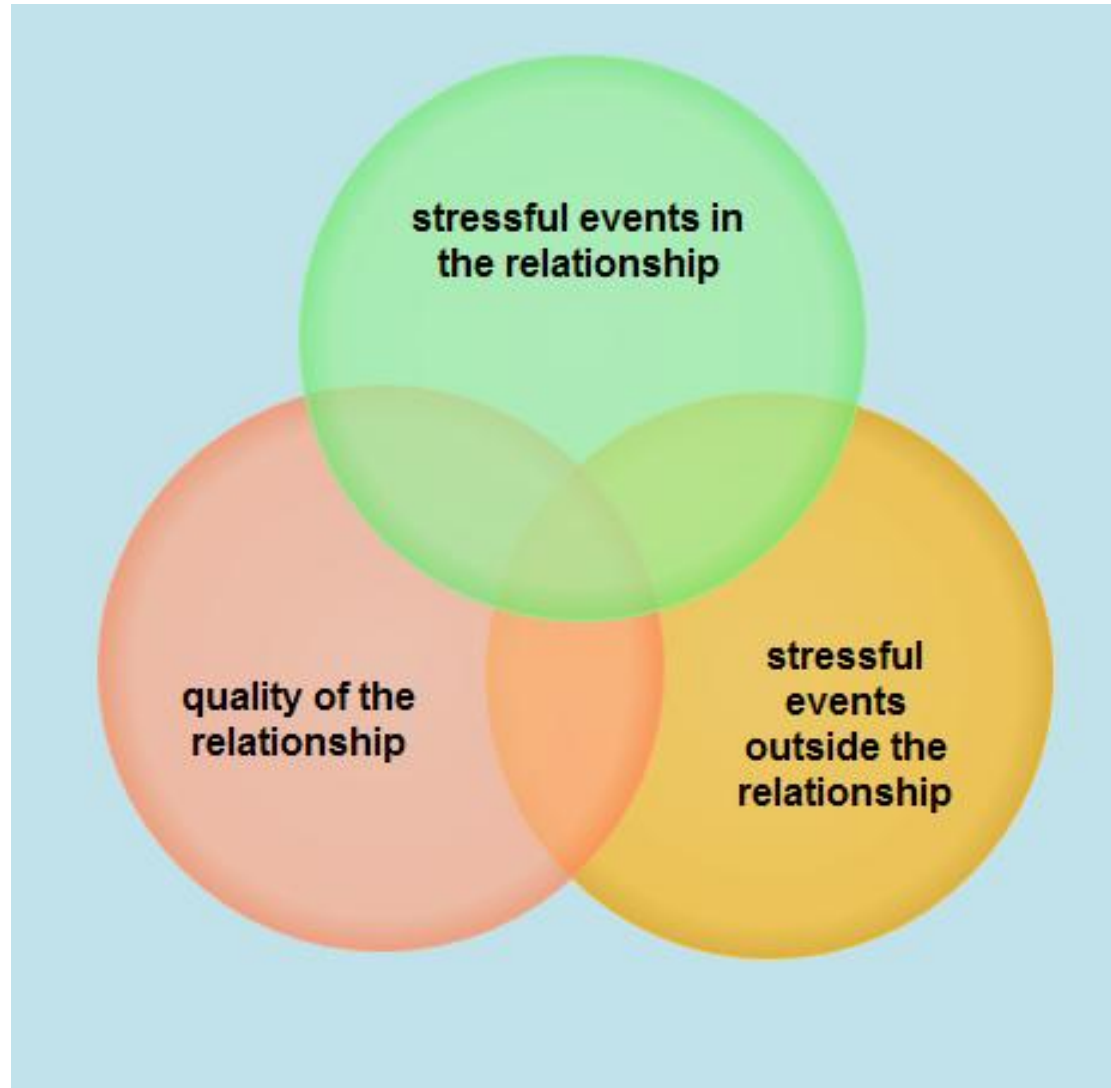 stressful events in
the relationship
quality of the
relationship
stressful
events
outside the
relationship